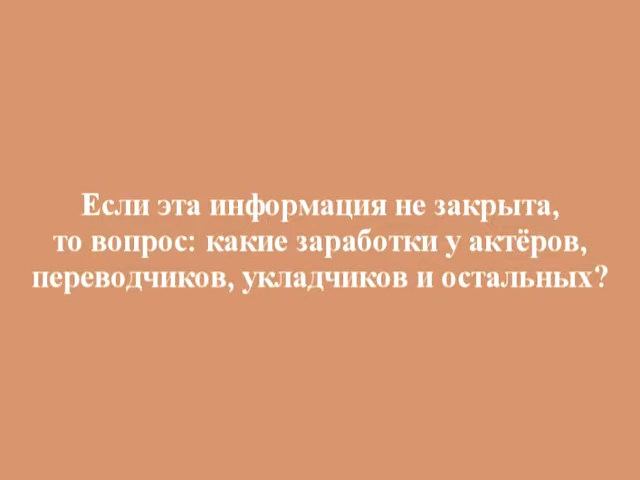 Если эта информация не закрыта,
то вопрос: какие заработки у актёров,
переводчиков, укладчиков и остальных?